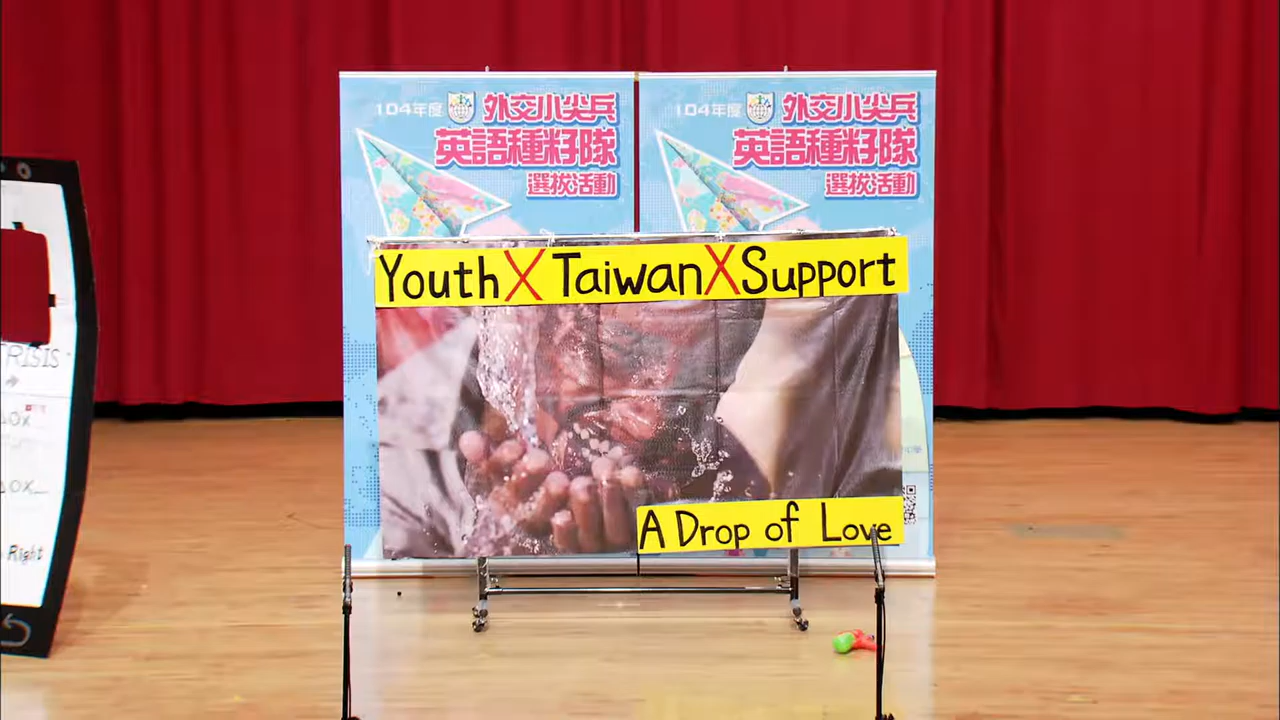 104年度 外交小尖兵
英語種籽隊
選拔活動
104年度 外交小尖兵
英語種籽隊
選拔活動
Youth X Taiwan X Support
A Drop of Love
RISIS
Right